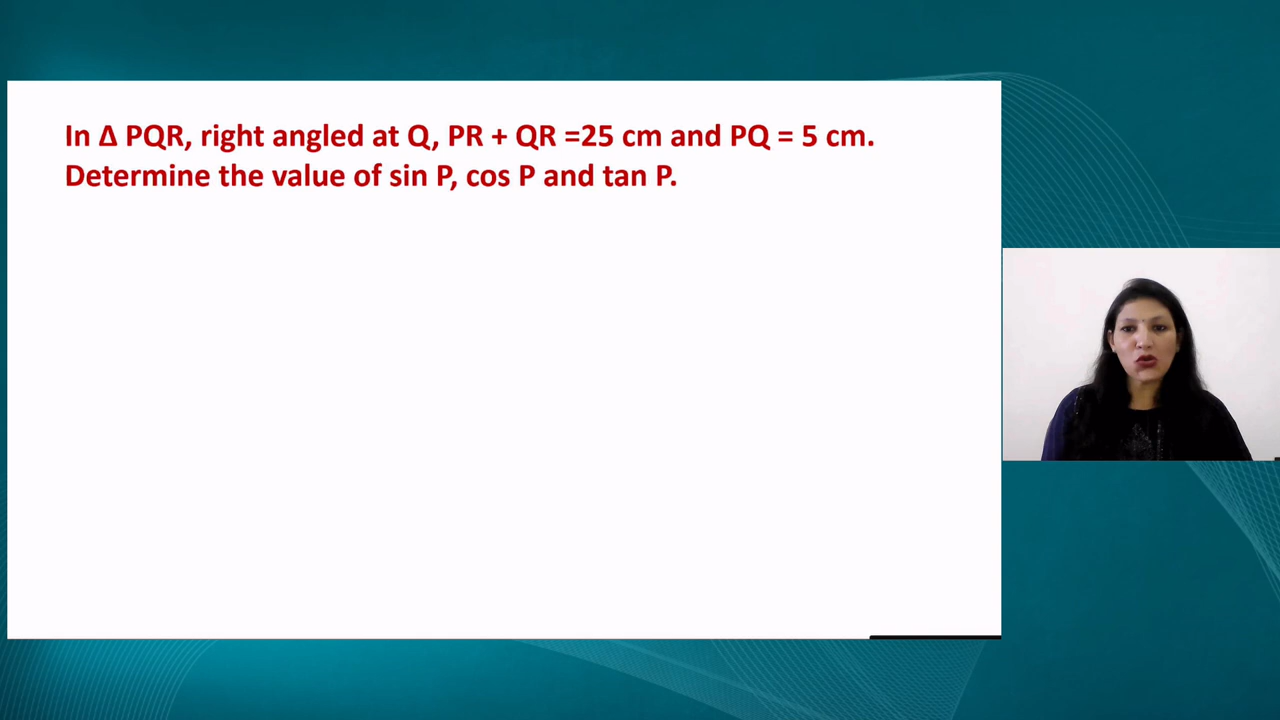 In Δ PQR, right angled at Q, PR + QR =25 cm and PQ = 5 cm.
Determine the value of sin P, cos P and tan P.